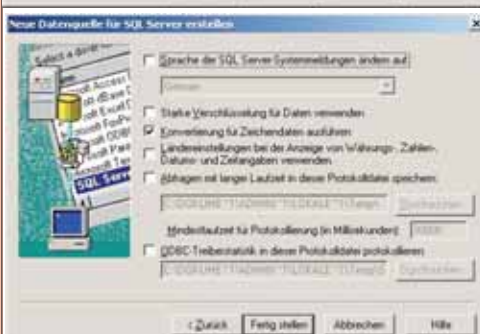 Neue Datenquelle für SQL Server erstellen
Select a
SQL Serv
Sprache der SQL Server-Systemmeldungen ändern auf:
German
Starke Verschlüsselung für Daten verwenden
Konvertierung für Zeichendaten ausführen
Ländereinstellungen bei der Anzeige von Währungs-, Zahlen-,
Datums- und Zeitangaben verwenden.
Abfragen mit langer Laufzeit in dieser Protokolldatei speichern:
Durchsuchen
Mindestlaufzeit für Protokollierung (in Millisekunden):
ODBC-Treiberstatistik in dieser Protokolldatei protokollieren:
Durchsuchen
< Zurück
Fertig stellen
Abbrechen
Hilfe